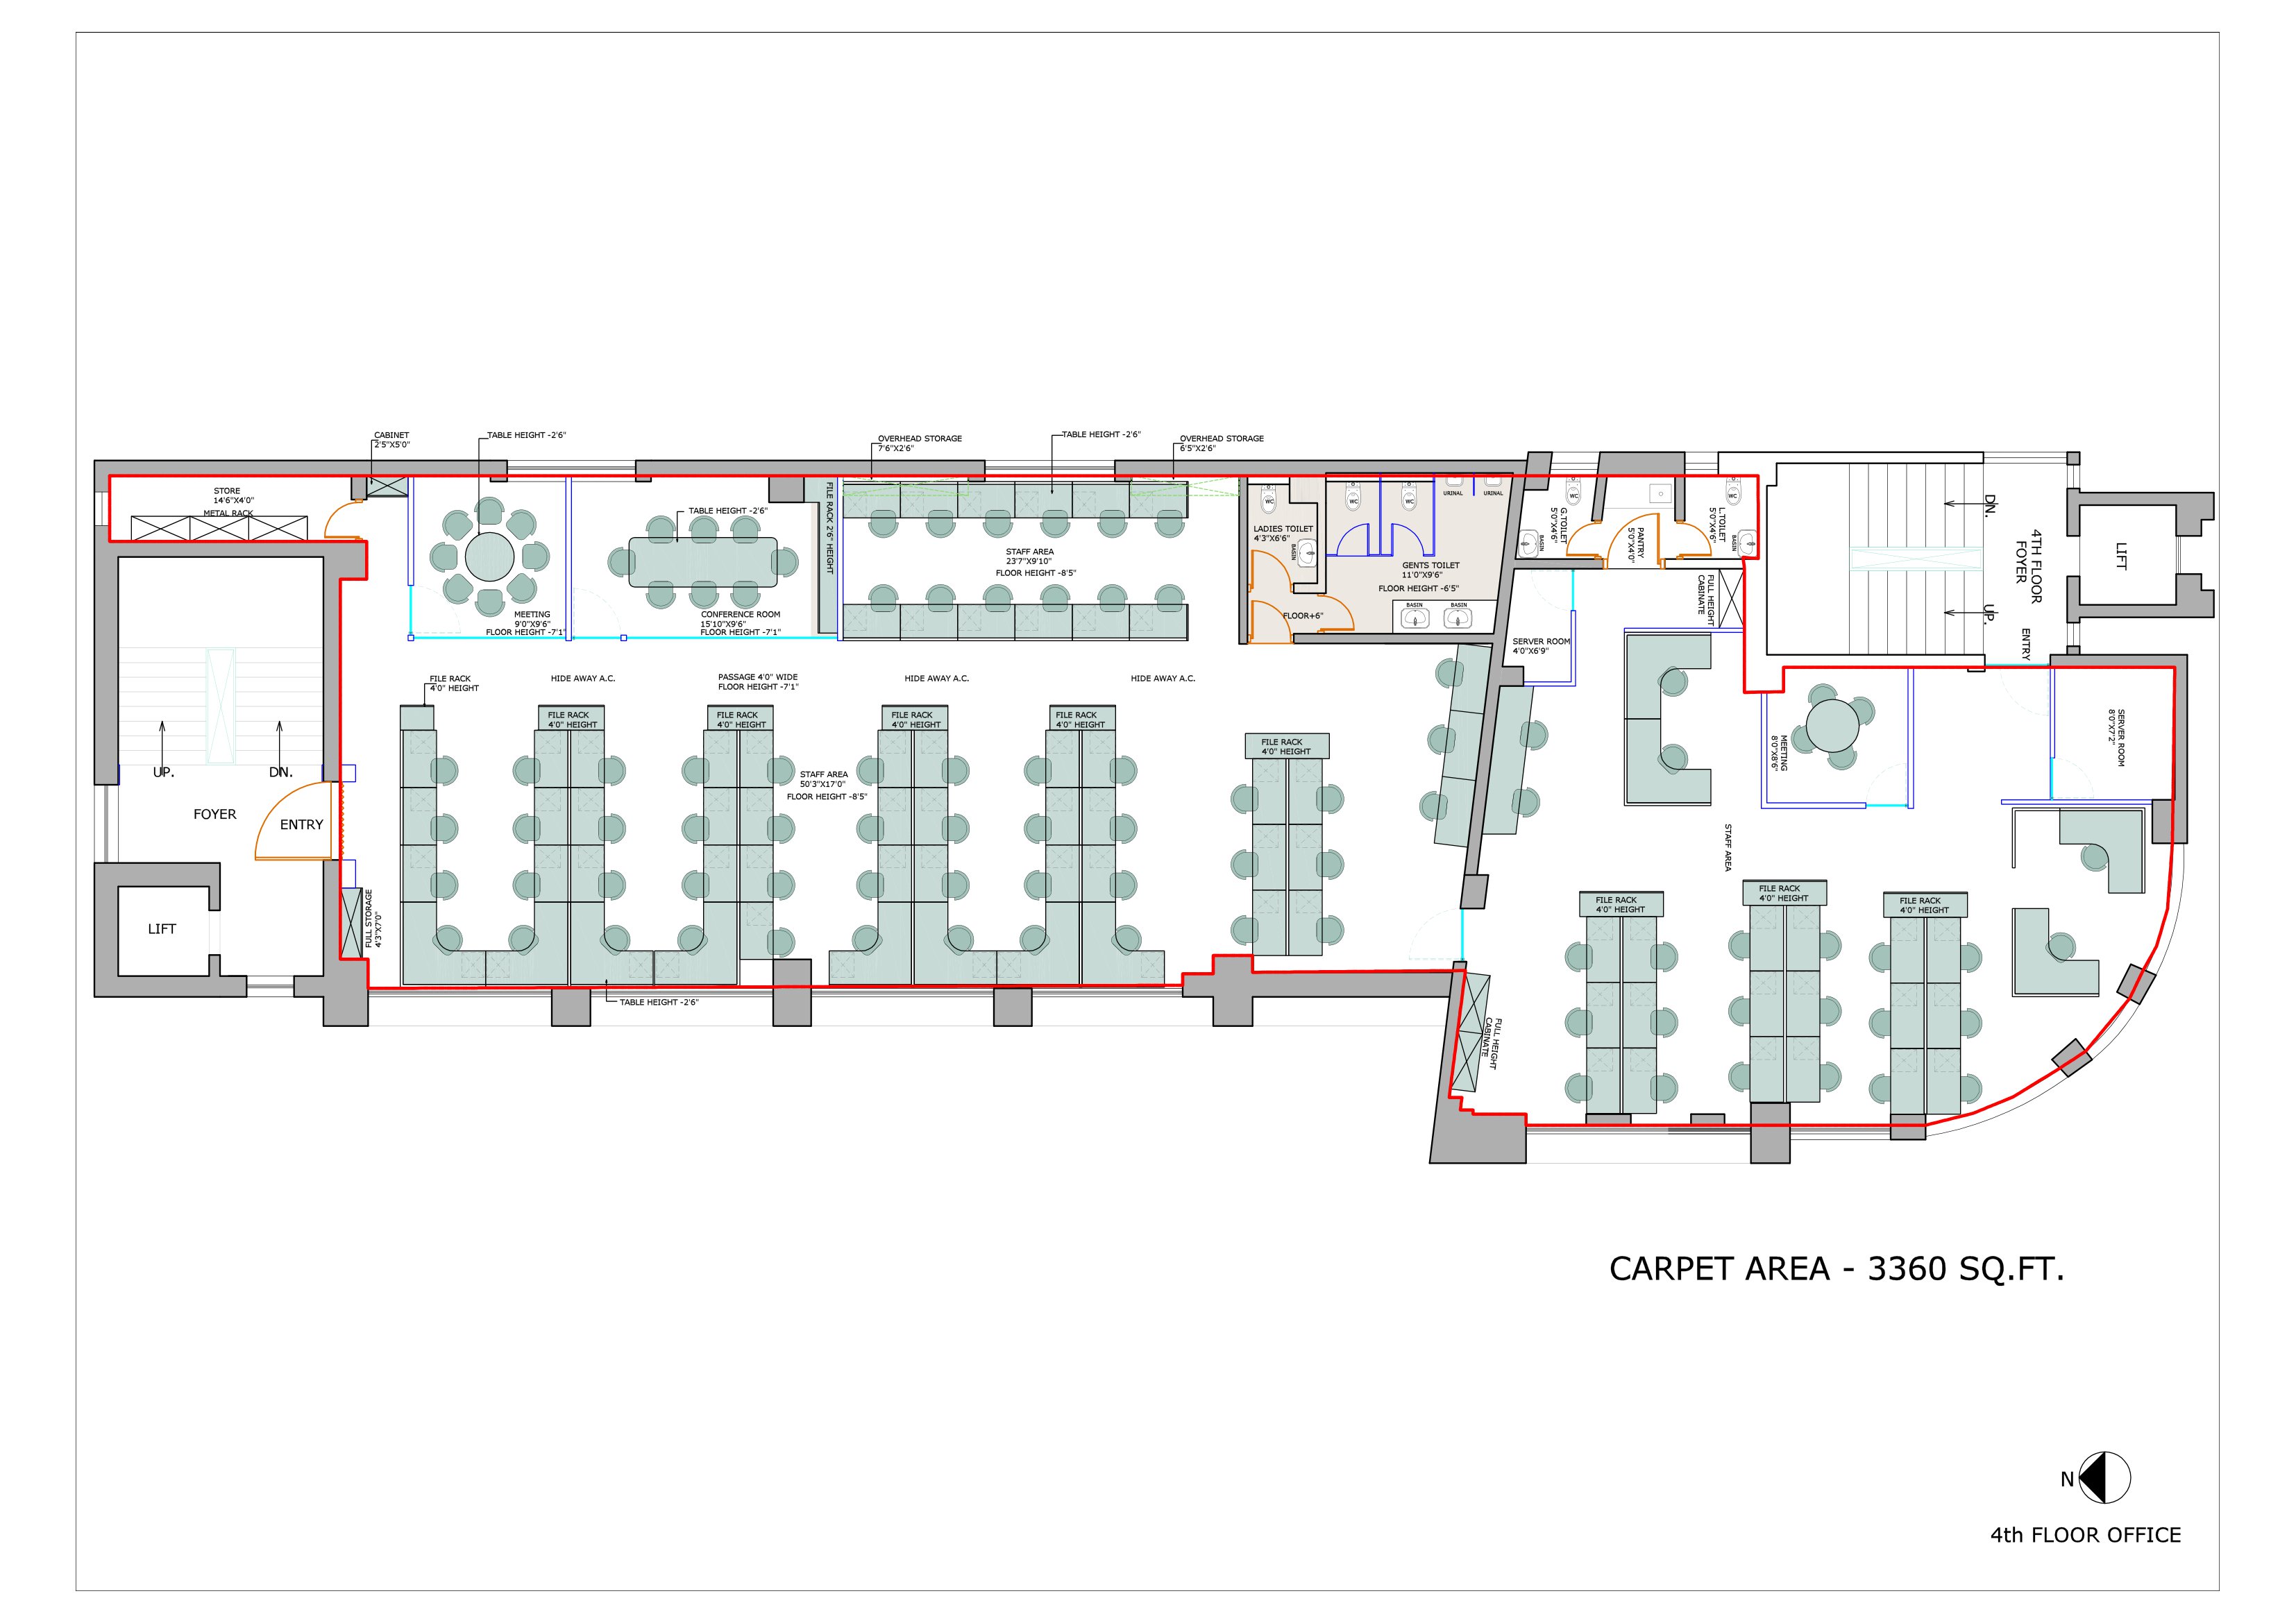 CABINET
2'5"X5'0"
TABLE HEIGHT -2'6"
OVERHEAD STORAGE
7'6"X2'6"
TABLE HEIGHT -2'6"
OVERHEAD STORAGE
6'5"X2'6"
STORE
14'6"X4'0"
METAL RACK
TABLE HEIGHT -2'6"
FILE RACK 2'6" HEIGHT
STAFF AREA
23'7"X9'10"
FLOOR HEIGHT -8'5"
MEETING
9'0"X9'6"
FLOOR HEIGHT -7'1"
CONFERENCE ROOM
15'10"X9'6"
FLOOR HEIGHT -7'1"
WC
LADIES TOILET
4'3"X6'6"
BASIN
WC
WC
URINAL
URINAL
GENTS TOILET
11'0"X9'6"
FLOOR HEIGHT -6'5"
FLOOR+6"
BASIN
BASIN
WC
G.TOILET
5'0"X4'6"
BASIN
PANTRY
5'0"X4'0"
WC
L.TOILET
5'0"X4'6"
BASIN
FULL HEIGHT
CABINATE
SERVER ROOM
4'0"X6'9"
DN.
UP.
4TH FLOOR
FOYER
ENTRY
LIFT
FILE RACK
4'0" HEIGHT
HIDE AWAY A.C.
PASSAGE 4'0" WIDE
FLOOR HEIGHT -7'1"
HIDE AWAY A.C.
HIDE AWAY A.C.
FILE RACK
4'0" HEIGHT
FILE RACK
4'0" HEIGHT
FILE RACK
4'0" HEIGHT
FILE RACK
4'0" HEIGHT
FILE RACK
4'0" HEIGHT
MEETING
8'0"X8'6"
SERVER ROOM
8'0"X7'2"
UP.
DN.
FOYER
ENTRY
STAFF AREA
50'3"X17'0"
FLOOR HEIGHT -8'5"
STAFF AREA
LIFT
FULL STORAGE
4'3"X7'0"
FILE RACK
4'0" HEIGHT
FILE RACK
4'0" HEIGHT
FILE RACK
4'0" HEIGHT
TABLE HEIGHT -2'6"
FULL HEIGHT
CABINATE
CARPET AREA - 3360 SQ.FT.
N
4th FLOOR OFFICE